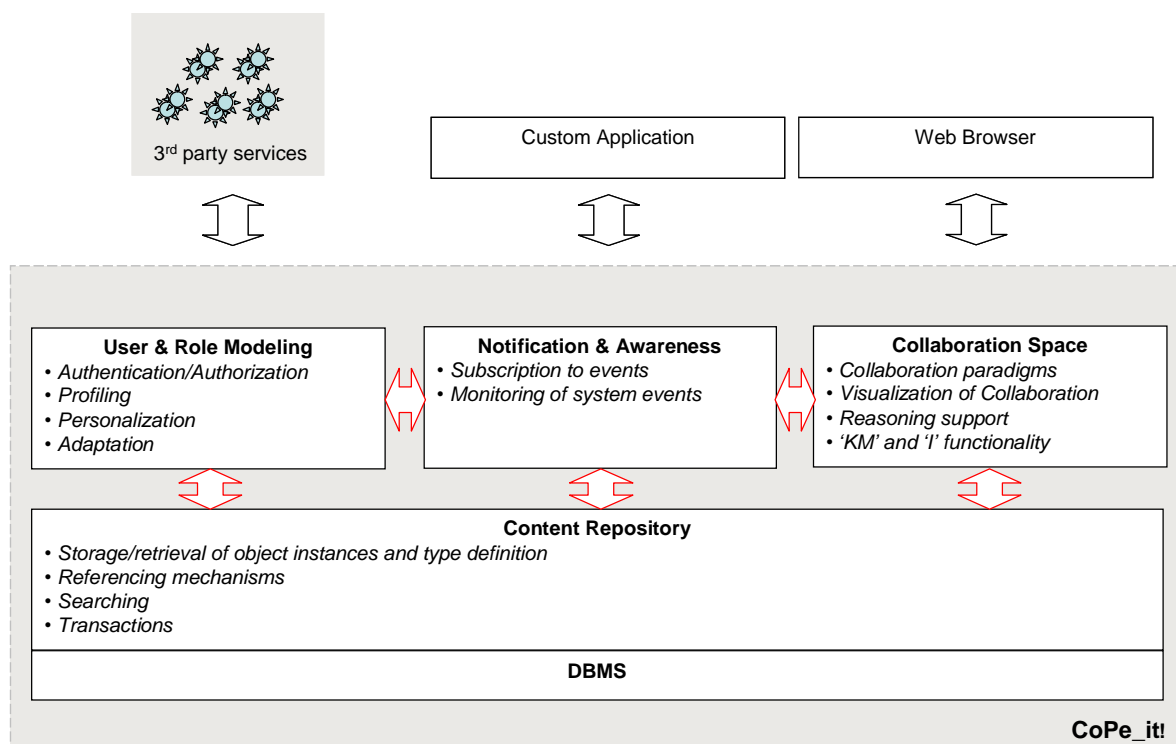 3rd party services
Custom Application
Web Browser
User & Role Modeling
• Authentication/Authorization
• Profiling
• Personalization
• Adaptation
Notification & Awareness
• Subscription to events
• Monitoring of system events
Collaboration Space
• Collaboration paradigms
• Visualization of Collaboration
• Reasoning support
• ‘KM’ and ‘I’ functionality
Content Repository
• Storage/retrieval of object instances and type definition
• Referencing mechanisms
• Searching
• Transactions
DBMS
CoPe_it!